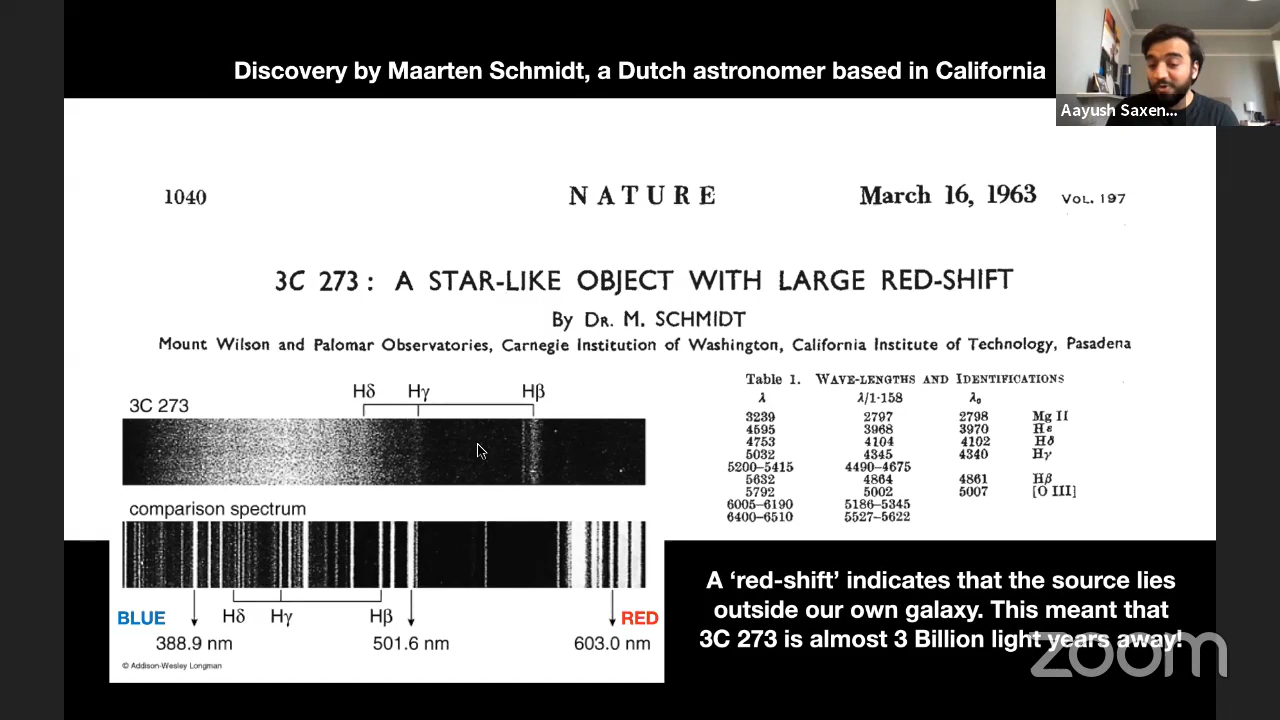 Discovery by Maarten Schmidt, a Dutch astronomer based in California
Aayush Saxen...
1040 NATURE March 16, 1963 VOL. 197
3C 273 : A STAR-LIKE OBJECT WITH LARGE RED-SHIFT
By DR. M. SCHMIDT
Mount Wilson and Palomar Observatories, Carnegie Institution of Washington, California Institute of Technology, Pasadena
Hδ Hγ Hβ
3C 273
comparison spectrum
Hδ Hγ Hβ
BLUE RED
388.9 nm 501.6 nm 603.0 nm
© Addison-Wesley Longman
Table 1. WAVE-LENGTHS AND IDENTIFICATIONS
λ λ/1·158 λ₀
3239 2797 2798 Mg II
4595 3968 3970 Hε
4753 4104 4102 Hδ
5032 4345 4340 Hγ
5200–5415 4490–4675
5632 4864 4861 Hβ
5792 5002 5007 [O III]
6005–6190 5186–5345
6400–6510 5527–5622
A ‘red-shift’ indicates that the source lies
outside our own galaxy. This meant that
3C 273 is almost 3 Billion light years away!
zoom